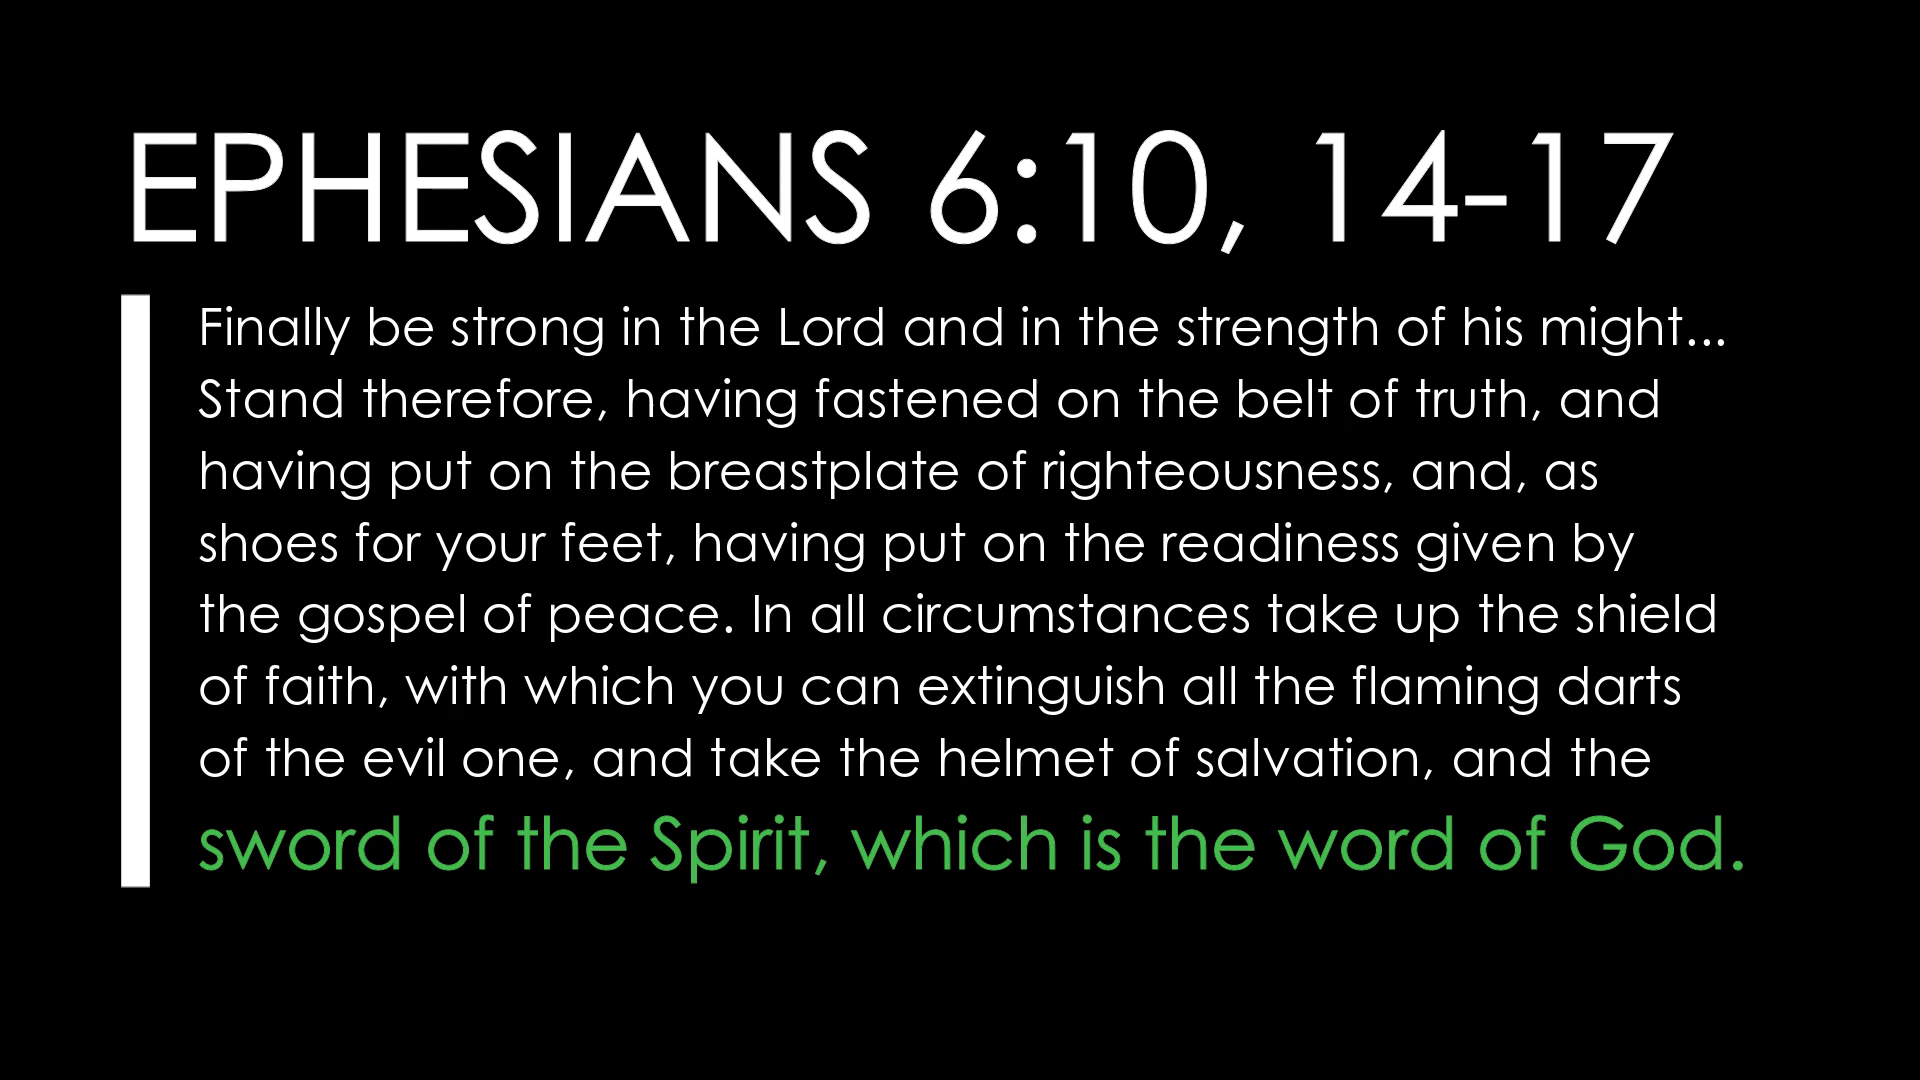 EPHESIANS 6:10, 14-17
Finally be strong in the Lord and in the strength of his might...
Stand therefore, having fastened on the belt of truth, and
having put on the breastplate of righteousness, and, as
shoes for your feet, having put on the readiness given by
the gospel of peace. In all circumstances take up the shield
of faith, with which you can extinguish all the flaming darts
of the evil one, and take the helmet of salvation, and the
sword of the Spirit, which is the word of God.